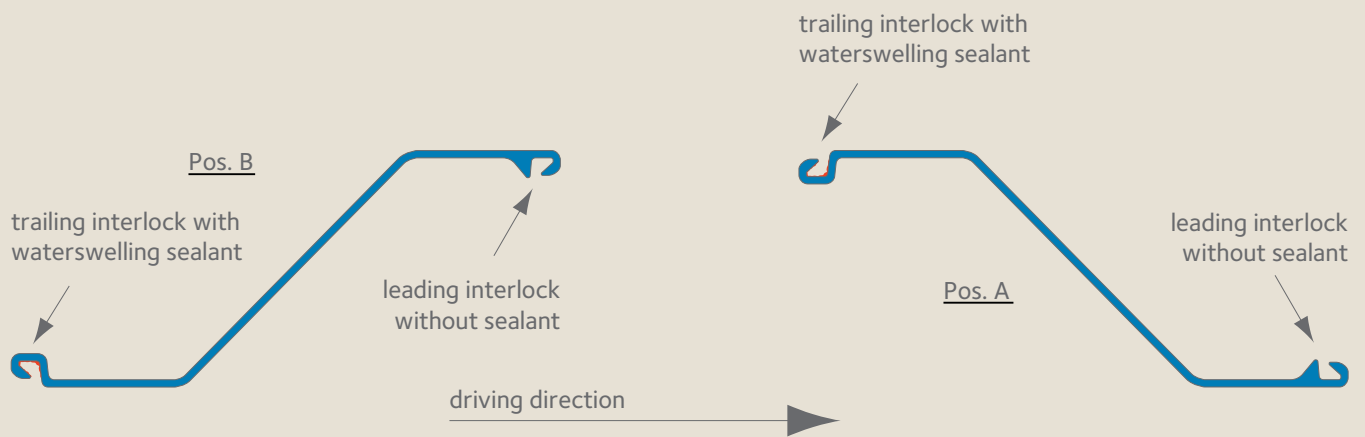 trailing interlock with
waterswelling sealant
Pos. B
trailing interlock with
waterswelling sealant
leading interlock
without sealant
leading interlock
without sealant
Pos. A
driving direction